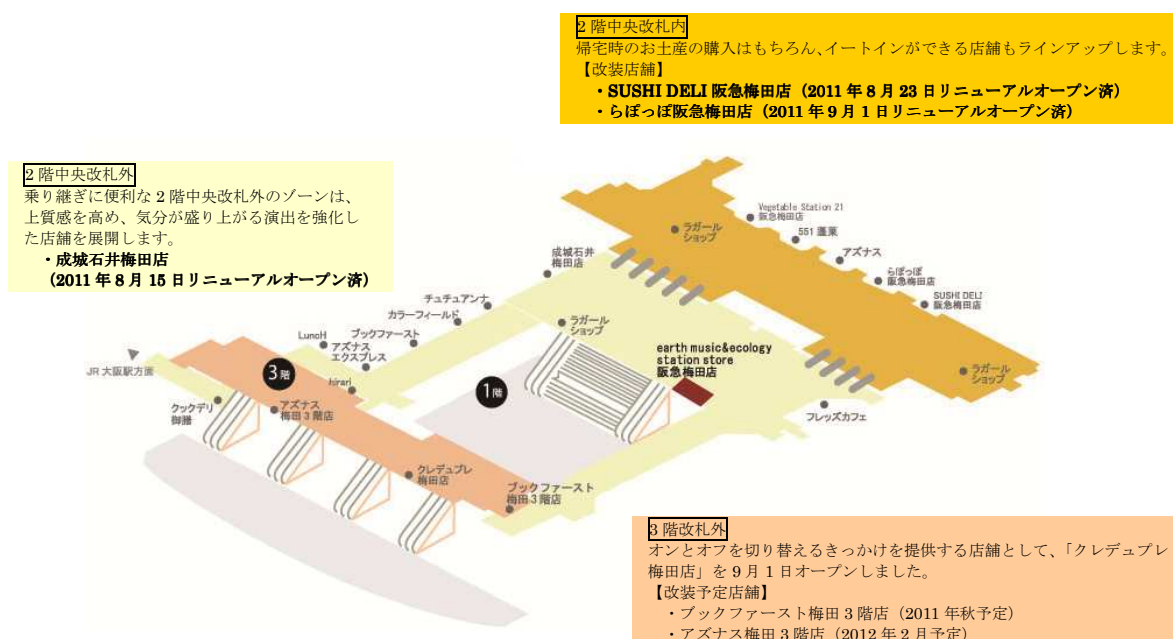 2 階中央改札内
帰宅時のお土産の購入はもちろん、イートインができる店舗もラインアップします。
【改装店舗】
・SUSHI DELI 阪急梅田店（2011 年 8 月 23 日リニューアルオープン済）
・らぽっぽ阪急梅田店（2011 年 9 月 1 日リニューアルオープン済）
2 階中央改札外
乗り継ぎに便利な 2 階中央改札外のゾーンは、
上質感を高め、気分が盛り上がる演出を強化し
た店舗を展開します。
・成城石井梅田店
（2011 年 8 月 15 日リニューアルオープン済）
Vegetable Station 21
阪急梅田店
551 蓬莱
アズナス
らぽっぽ
阪急梅田店
SUSHI DELI
阪急梅田店
ラガール
ショップ
成城石井
梅田店
チュチュアンナ
カラーフィールド
ブックファースト
LunoH
アズナス
エクスプレス
hirari
ラガール
ショップ
earth music&ecology
station store
阪急梅田店
ラガール
ショップ
フレッズカフェ
JR 大阪駅方面
3 階
1 階
クックデリ
御膳
アズナス
梅田 3 階店
クレデュプレ
梅田店
ブックファースト
梅田 3 階店
3 階改札外
オンとオフを切り替えるきっかけを提供する店舗として、「クレデュプレ
梅田店」を 9 月 1 日オープンしました。
【改装予定店舗】
・ブックファースト梅田 3 階店（2011 年秋予定）
・アズナス梅田 3 階店（2012 年 2 月予定）